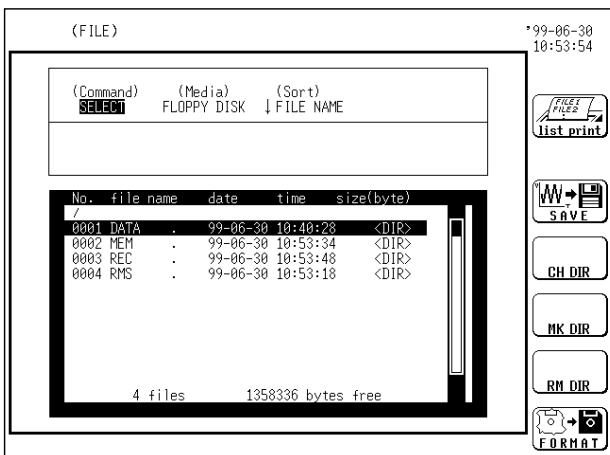 (FILE)
'99-06-30
10:53:54
(Command) (Media) (Sort)
SELECT FLOPPY DISK ↓FILE NAME
No. file name date time size(byte)
/
0001 DATA . 99-06-30 10:40:28 <DIR>
0002 MEM . 99-06-30 10:53:34 <DIR>
0003 REC . 99-06-30 10:53:48 <DIR>
0004 RMS . 99-06-30 10:53:18 <DIR>
4 files 1358336 bytes free
FILE1
FILE2
list print
SAVE
CH DIR
MK DIR
RM DIR
FORMAT